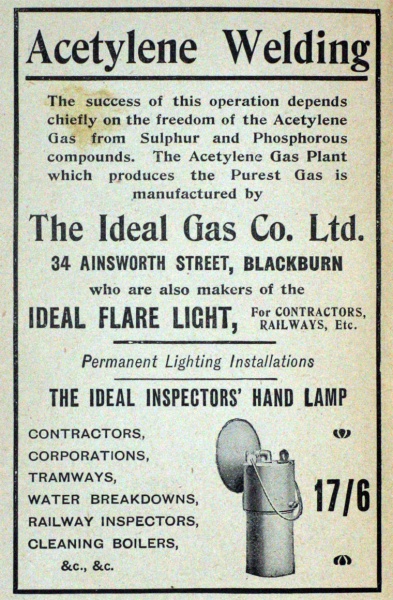 Acetylene Welding
The success of this operation depends
chiefly on the freedom of the Acetylene
Gas from Sulphur and Phosphorous
compounds. The Acetylene Gas Plant
which produces the Purest Gas is
manufactured by
The Ideal Gas Co. Ltd.
34 AINSWORTH STREET, BLACKBURN
who are also makers of the
IDEAL FLARE LIGHT, For CONTRACTORS,
RAILWAYS, Etc.
Permanent Lighting Installations
THE IDEAL INSPECTORS' HAND LAMP
CONTRACTORS,
CORPORATIONS,
TRAMWAYS,
WATER BREAKDOWNS,
RAILWAY INSPECTORS,
CLEANING BOILERS,
&c., &c.
17/6